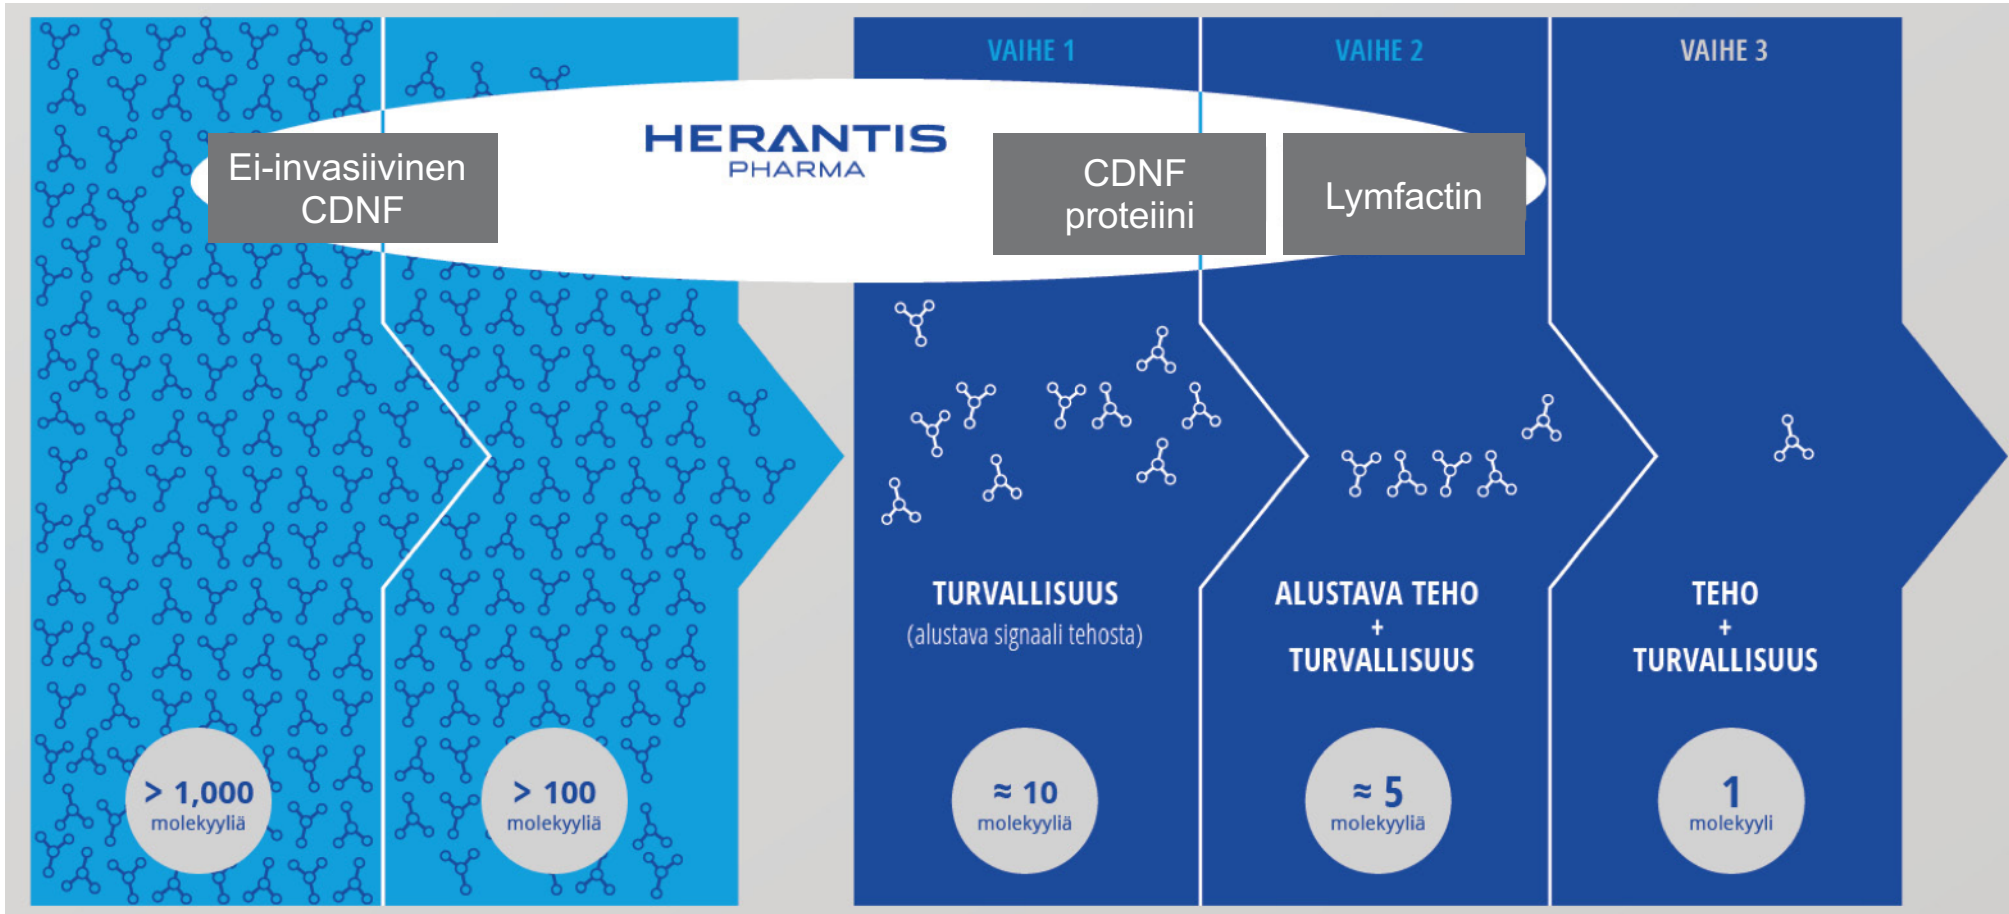 VAIHE 1
VAIHE 2
VAIHE 3
HERANTIS
PHARMA
Ei-invasiivinen
CDNF
CDNF
proteiini
Lymfactin
TURVALLISUUS
(alustava signaali tehosta)
ALUSTAVA TEHO
+
TURVALLISUUS
TEHO
+
TURVALLISUUS
> 1,000
molekyyliä
> 100
molekyyliä
≈ 10
molekyyliä
≈ 5
molekyyliä
1
molekyyli